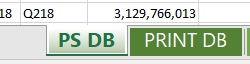 18 Q218 3,129,766,013
PS DB PRINT DB